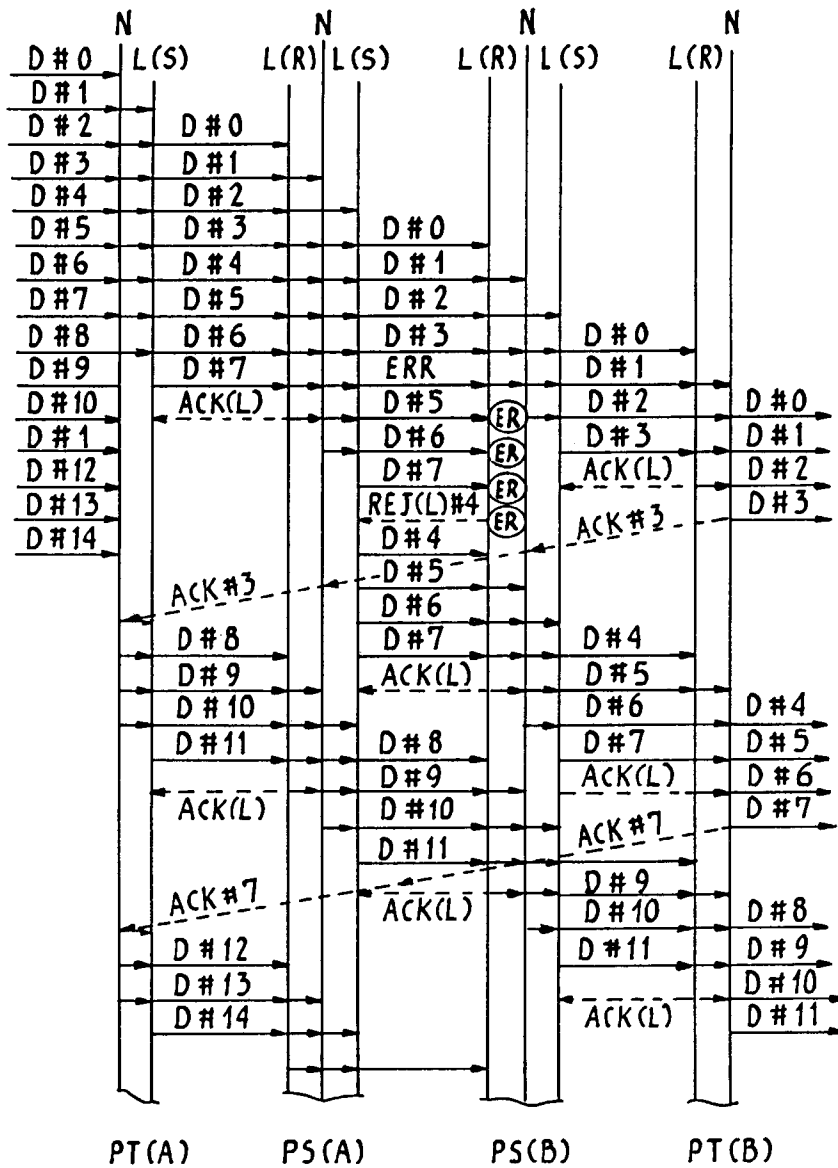 N N N N
D#0 L(S) L(R) L(S) L(R) L(S) L(R)
D#1
D#2 D#0
D#3 D#1
D#4 D#2
D#5 D#3 D#0
D#6 D#4 D#1
D#7 D#5 D#2
D#8 D#6 D#3 D#0
D#9 D#7 ERR D#1
D#10 ACK(L) D#5 ER D#2 D#0
D#1 D#6 ER D#3 D#1
D#12 D#7 ER ACK(L) D#2
D#13 REJ(L)#4 ER ACK#3 D#3
D#14 D#4
ACK#3 D#5
D#6
D#8 D#7 D#4
D#9 ACK(L) D#5
D#10 D#6 D#4
D#11 D#8 D#7 D#5
D#9 ACK(L) D#6
ACK(L) D#10 ACK#7 D#7
D#11
ACK#7 ACK(L) D#9
D#10 D#8
D#12 D#11 D#9
D#13 D#10
D#14 ACK(L) D#11
PT(A) PS(A) PS(B) PT(B)